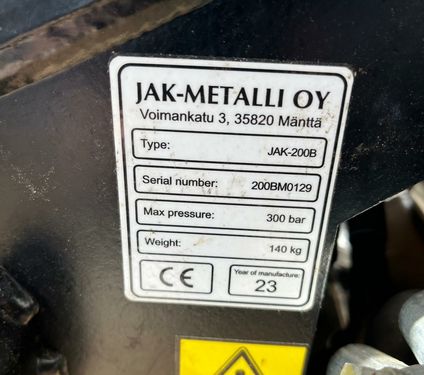 JAK-METALLI OY
Voimankatu 3, 35820 Mänttä
Type: JAK-200B
Serial number: 200BM0129
Max pressure: 300 bar
Weight: 140 kg
CE Year of manufacture:
23